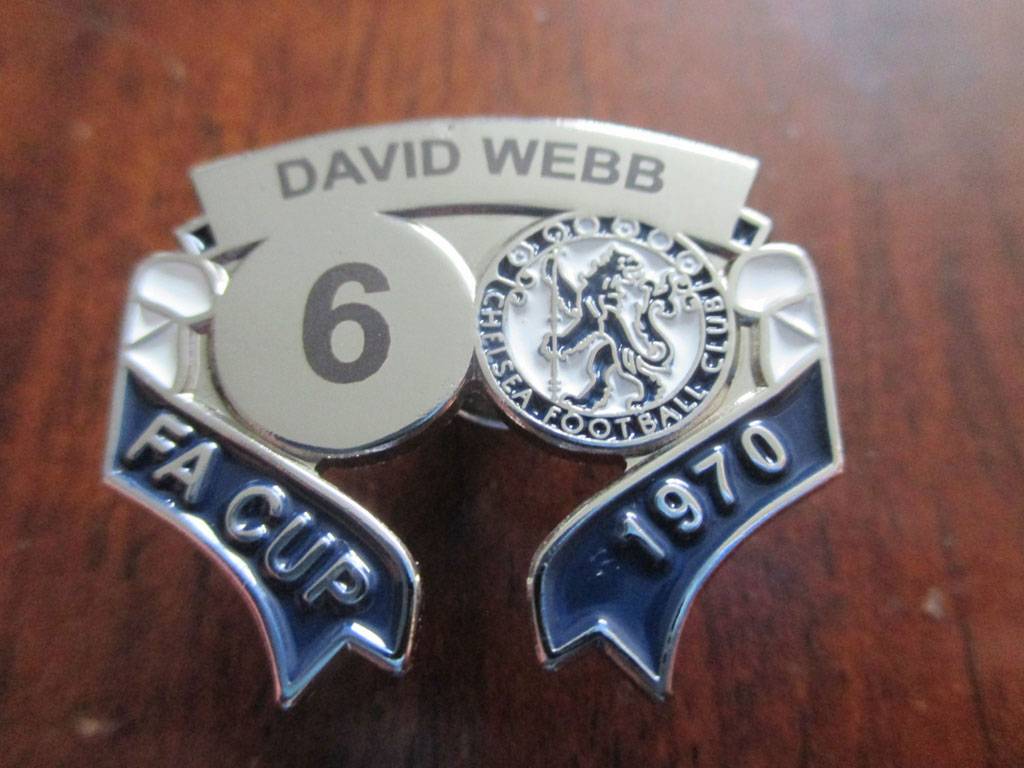 DAVID WEBB
6
CHELSEA FOOTBALL CLUB
FA CUP
1970